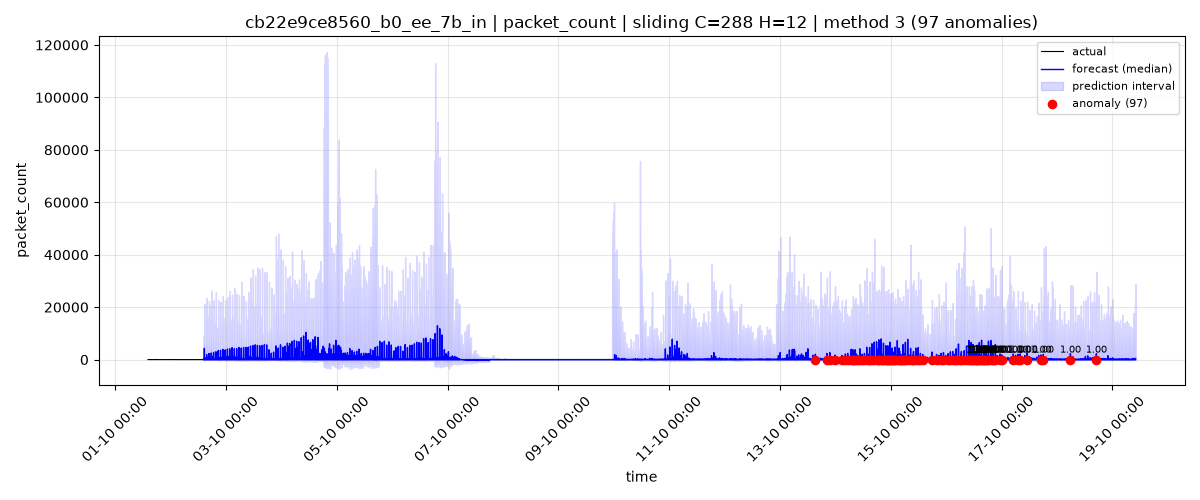 cb22e9ce8560_b0_ee_7b_in | packet_count | sliding C=288 H=12 | method 3 (97 anomalies)
actual
forecast (median)
prediction interval
anomaly (97)
packet_count
120000
100000
80000
60000
40000
20000
0
1.00 1.00
01-10 00:00
03-10 00:00
05-10 00:00
07-10 00:00
09-10 00:00
11-10 00:00
13-10 00:00
15-10 00:00
17-10 00:00
19-10 00:00
time